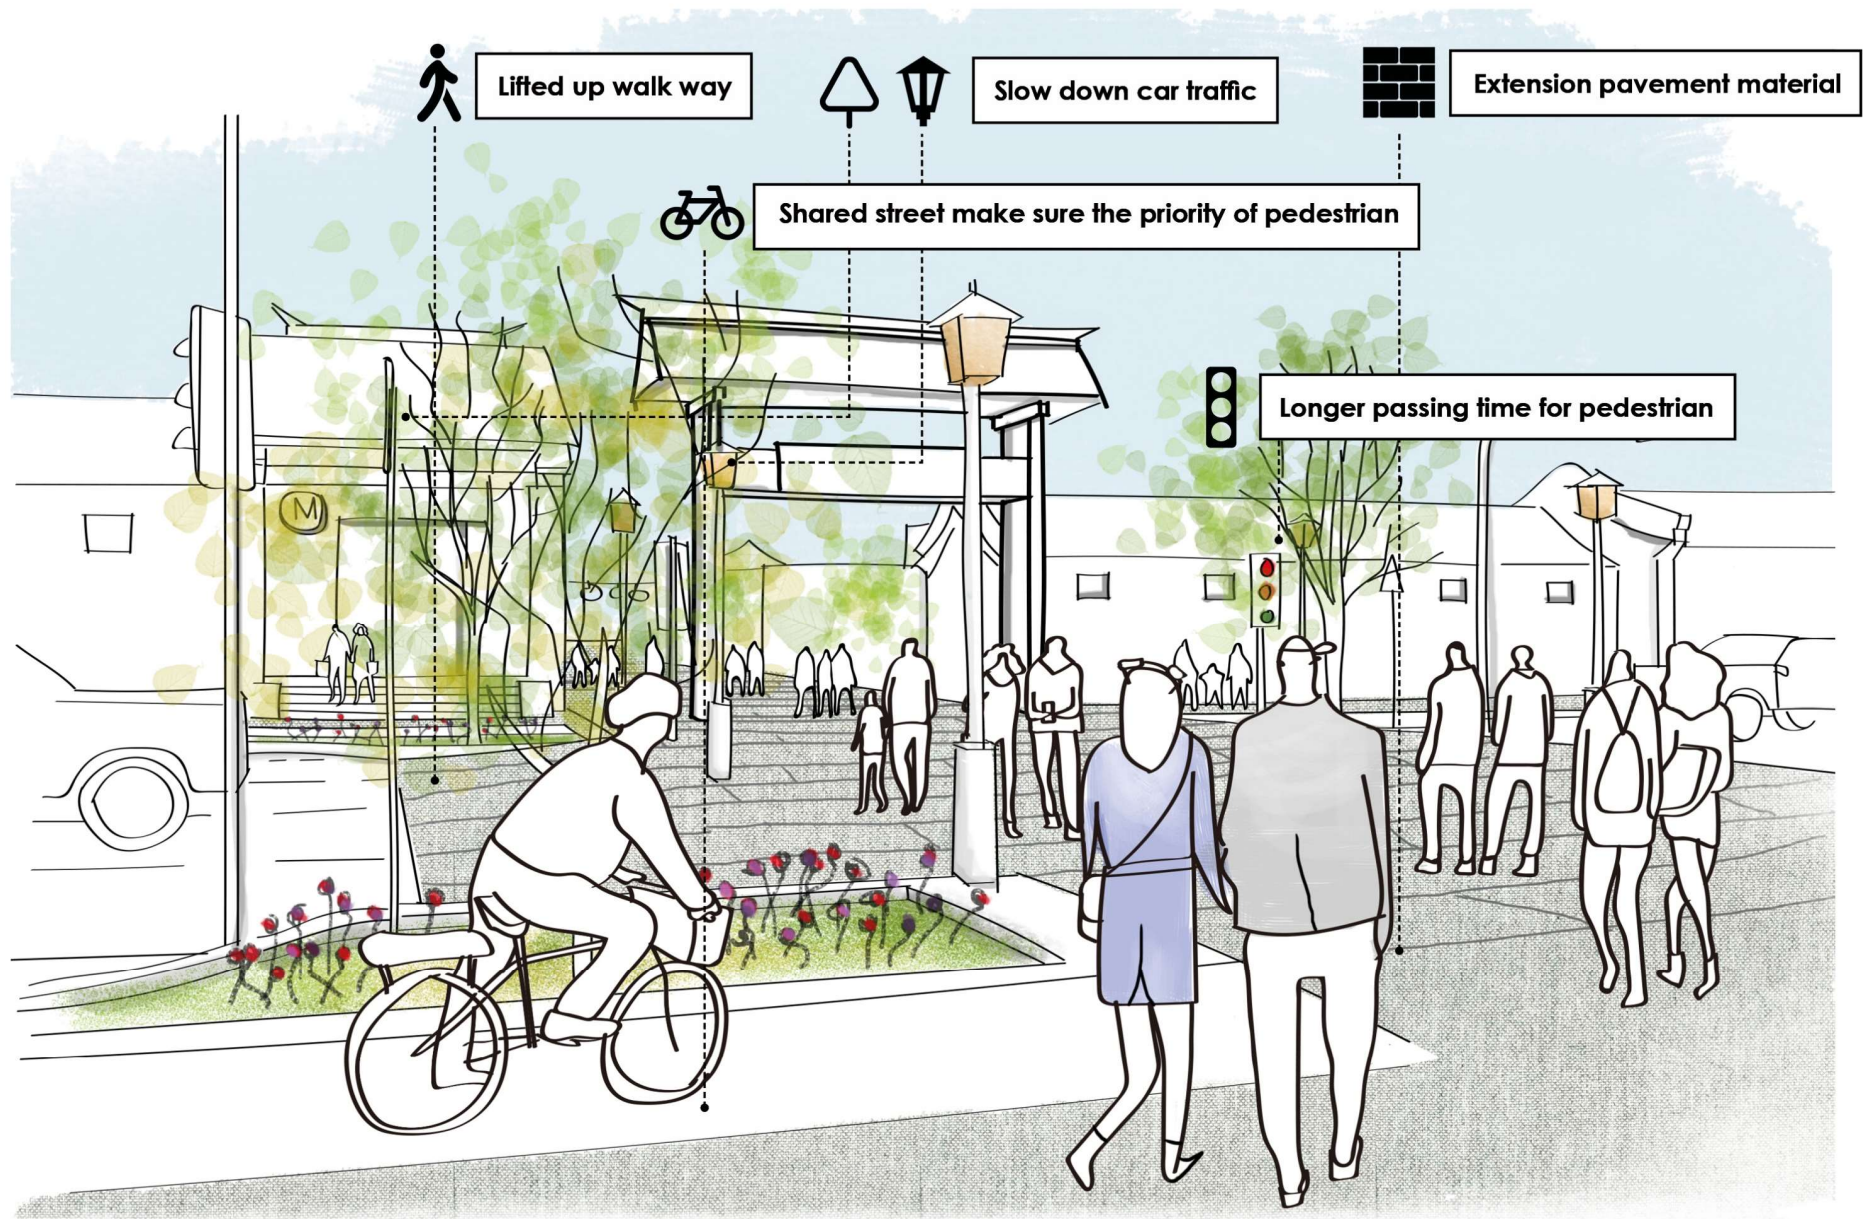 Lifted up walk way
Slow down car traffic
Extension pavement material
Shared street make sure the priority of pedestrian
Longer passing time for pedestrian
M